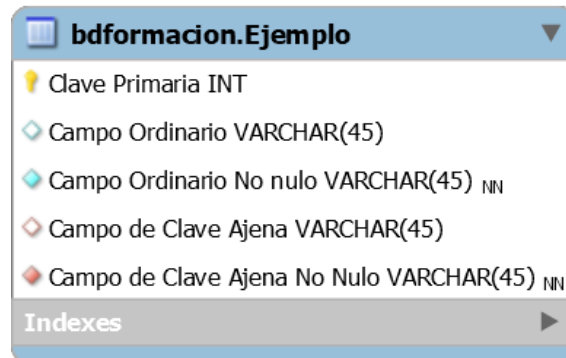 bdformacion.Ejemplo
Clave Primaria INT
Campo Ordinario VARCHAR(45)
Campo Ordinario No nulo VARCHAR(45) NN
Campo de Clave Ajena VARCHAR(45)
Campo de Clave Ajena No Nulo VARCHAR(45) NN
Indexes